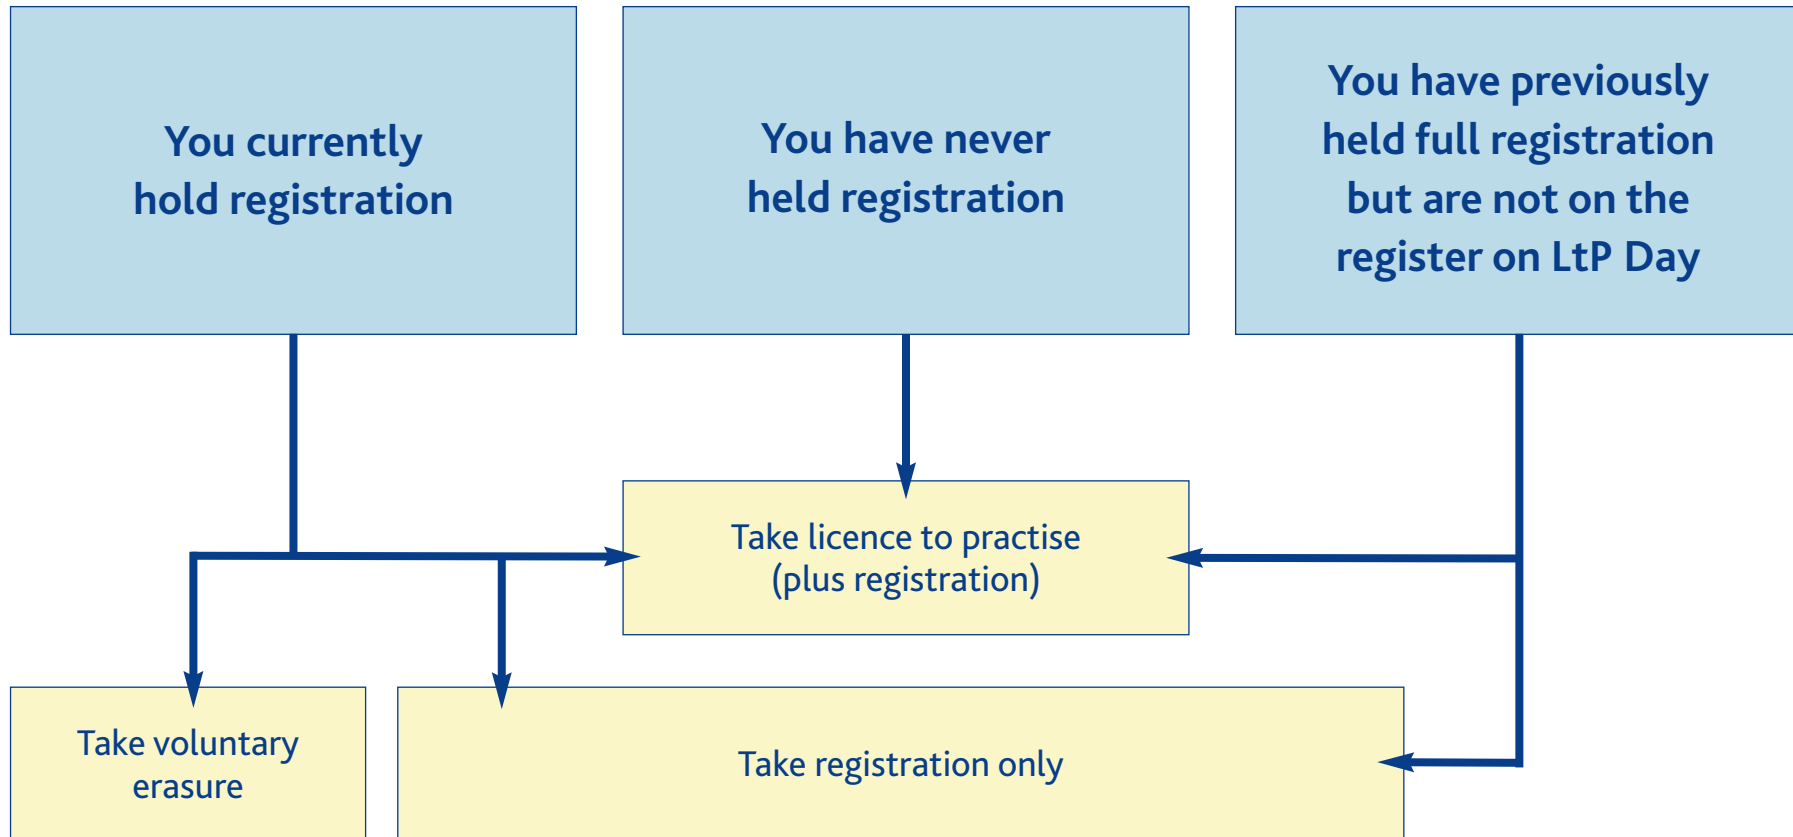 You currently
hold registration
You have never
held registration
You have previously
held full registration
but are not on the
register on LtP Day
Take licence to practise
(plus registration)
Take voluntary
erasure
Take registration only